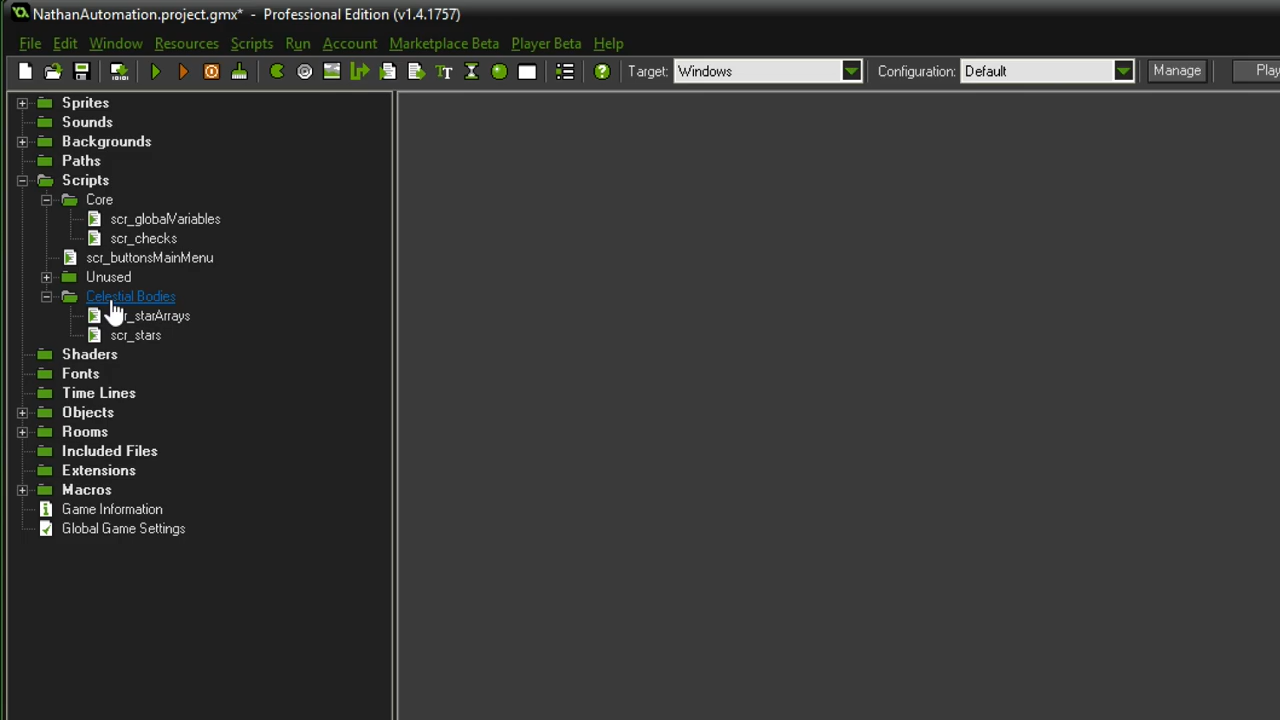 NathanAutomation.project.gmx* - Professional Edition (v1.4.1757)
File Edit Window Resources Scripts Run Account Marketplace Beta Player Beta Help
Target: Windows Configuration: Default Manage Play
Sprites
Sounds
Backgrounds
Paths
Scripts
Core
scr_globalVariables
scr_checks
scr_buttonsMainMenu
Unused
Celestial Bodies
r_starArrays
scr_stars
Shaders
Fonts
Time Lines
Objects
Rooms
Included Files
Extensions
Macros
Game Information
Global Game Settings